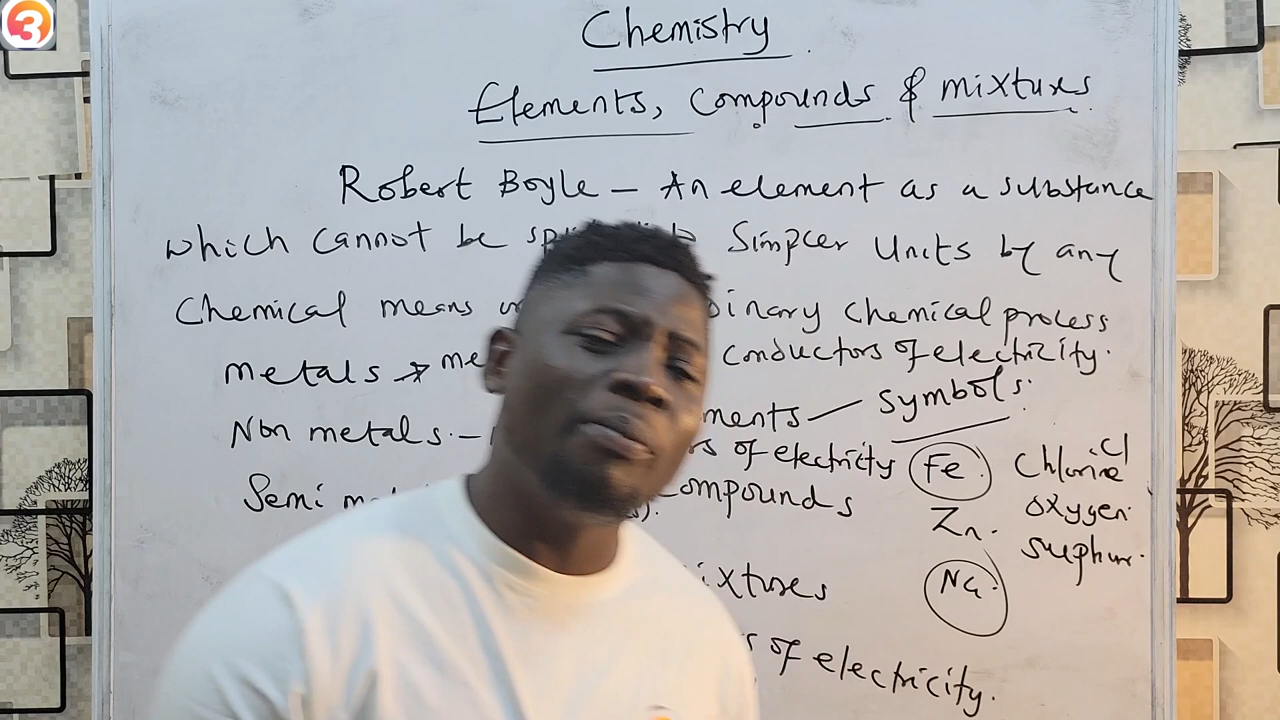 3
Chemistry
Elements, Compounds & mixtures
Robert Boyle – An element as a substance
which cannot be Simpler Units by any
Chemical means chemical process
metals conductors of electricity.
ments — Symbols.
Non metals. – of electricity Fe. Chlorine Cl
Semi compounds Zn. oxygen.
sulphur.
ixtures Na.
of electricity.